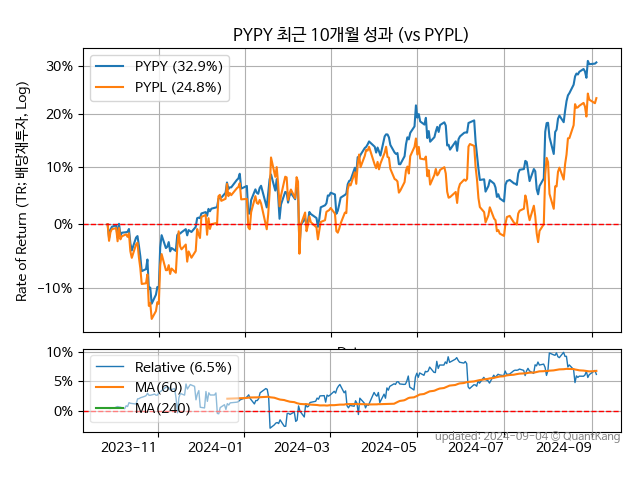 PYPY 최근 10개월 성과 (vs PYPL)
Rate of Return (TR: 배당재투자, Log)
30%
20%
10%
0%
−10%
PYPY (32.9%)
PYPL (24.8%)
10%
5%
0%
Relative (6.5%)
MA(60)
MA(240)
2023−11
2024−01
2024−03
2024−05
2024−07
2024−09
updated: 2024−09−04 © QuantKang